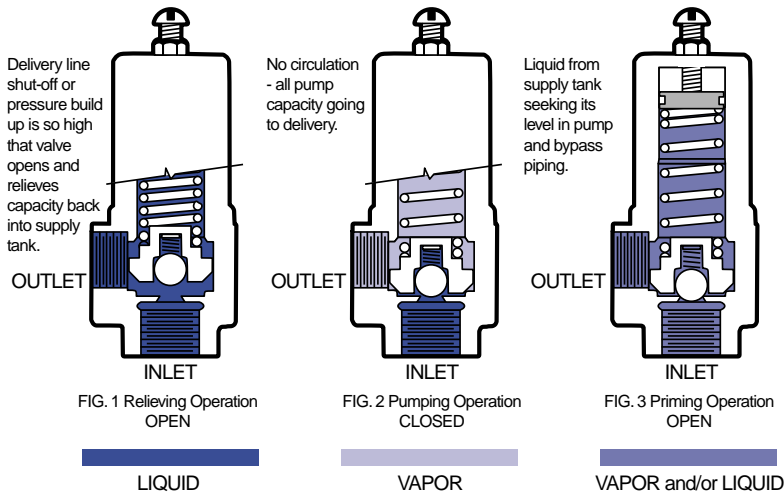 Delivery line
shut-off or
pressure build
up is so high
that valve
opens and
relieves
capacity back
into supply
tank.
OUTLET
INLET
FIG. 1 Relieving Operation
OPEN
LIQUID
No circulation
- all pump
capacity going
to delivery.
OUTLET
INLET
FIG. 2 Pumping Operation
CLOSED
VAPOR
Liquid from
supply tank
seeking its
level in pump
and bypass
piping.
OUTLET
INLET
FIG. 3 Priming Operation
OPEN
VAPOR and/or LIQUID